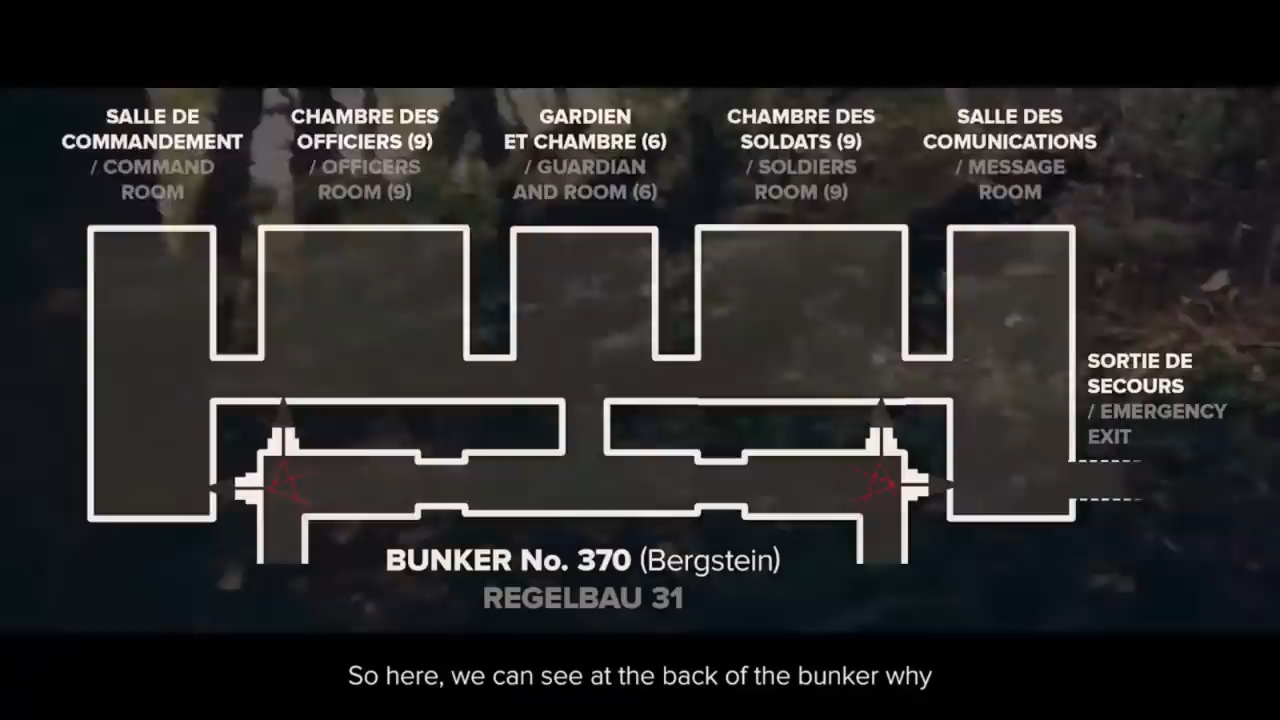 SALLE DE
COMMANDEMENT
/ COMMAND
ROOM
CHAMBRE DES
OFFICIERS (9)
/ OFFICERS
ROOM (9)
GARDIEN
ET CHAMBRE (6)
/ GUARDIAN
AND ROOM (6)
CHAMBRE DES
SOLDATS (9)
/ SOLDIERS
ROOM (9)
SALLE DES
COMUNICATIONS
/ MESSAGE
ROOM
SORTIE DE
SECOURS
/ EMERGENCY
EXIT
BUNKER No. 370 (Bergstein)
REGELBAU 31
So here, we can see at the back of the bunker why